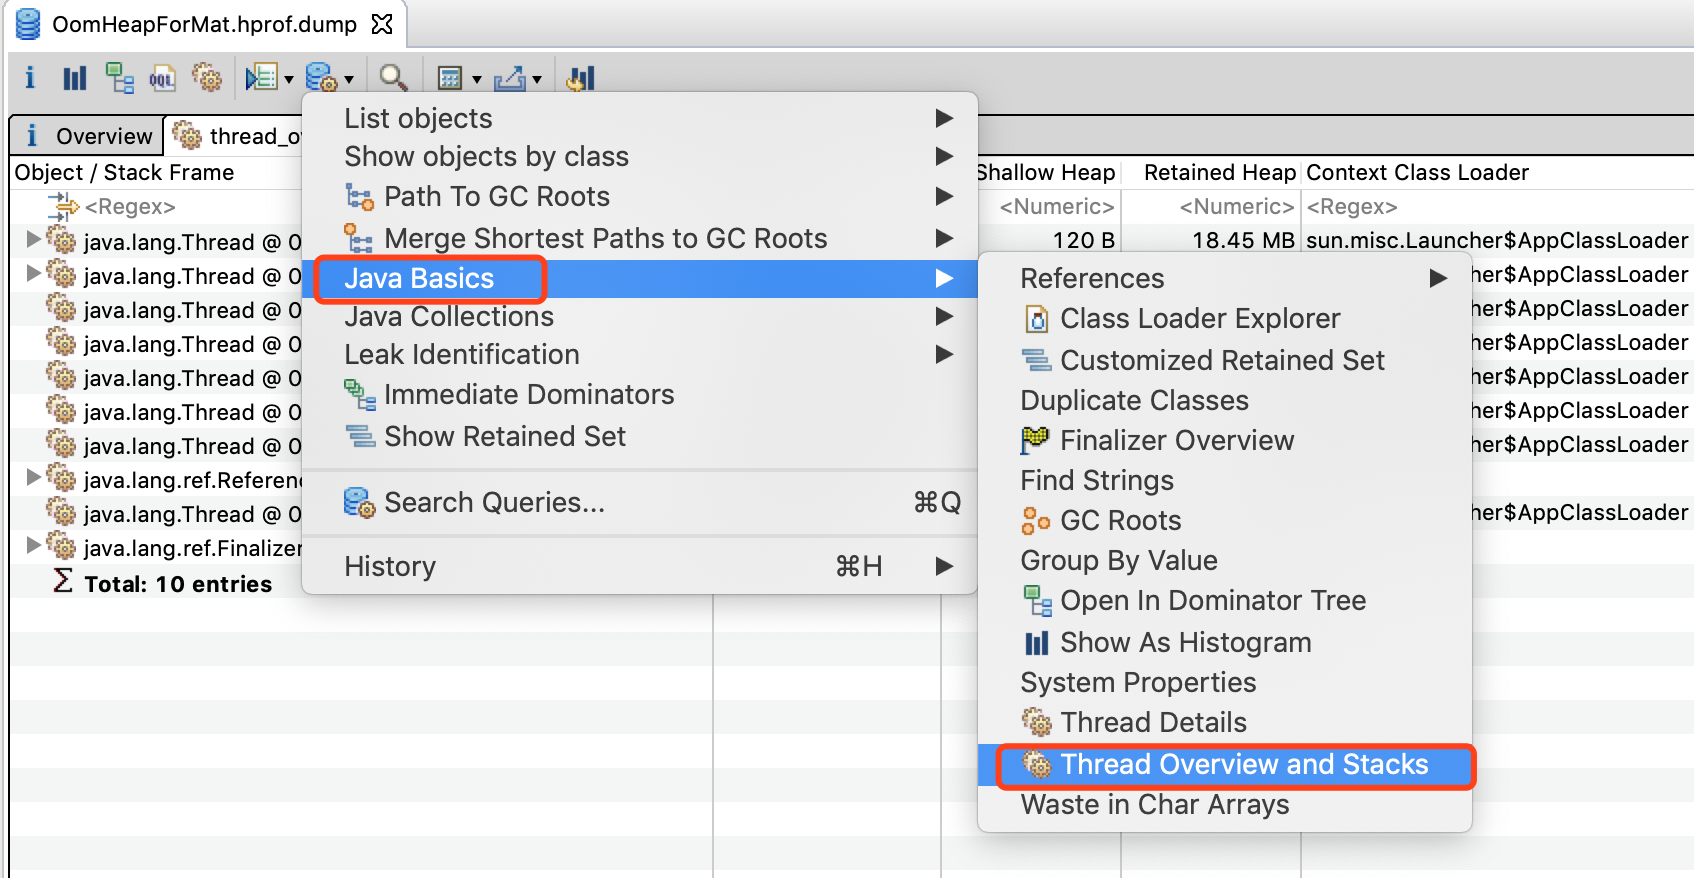 OomHeapForMat.hprof.dump
i OQL
i Overview thread_o
Object / Stack Frame Shallow Heap Retained Heap Context Class Loader
<Regex> <Numeric> <Numeric> <Regex>
java.lang.Thread @ 0 120 B 18.45 MB sun.misc.Launcher$AppClassLoader
java.lang.Thread @ 0 her$AppClassLoader
java.lang.Thread @ 0 her$AppClassLoader
java.lang.Thread @ 0 her$AppClassLoader
java.lang.Thread @ 0 her$AppClassLoader
java.lang.Thread @ 0 her$AppClassLoader
java.lang.Thread @ 0 her$AppClassLoader
java.lang.ref.Referen
java.lang.Thread @ 0 her$AppClassLoader
java.lang.ref.Finalizer
Σ Total: 10 entries
List objects
Show objects by class
Path To GC Roots
Merge Shortest Paths to GC Roots
Java Basics
Java Collections
Leak Identification
Immediate Dominators
Show Retained Set
Search Queries... ⌘Q
History ⌘H
References
Class Loader Explorer
Customized Retained Set
Duplicate Classes
Finalizer Overview
Find Strings
GC Roots
Group By Value
Open In Dominator Tree
Show As Histogram
System Properties
Thread Details
Thread Overview and Stacks
Waste in Char Arrays